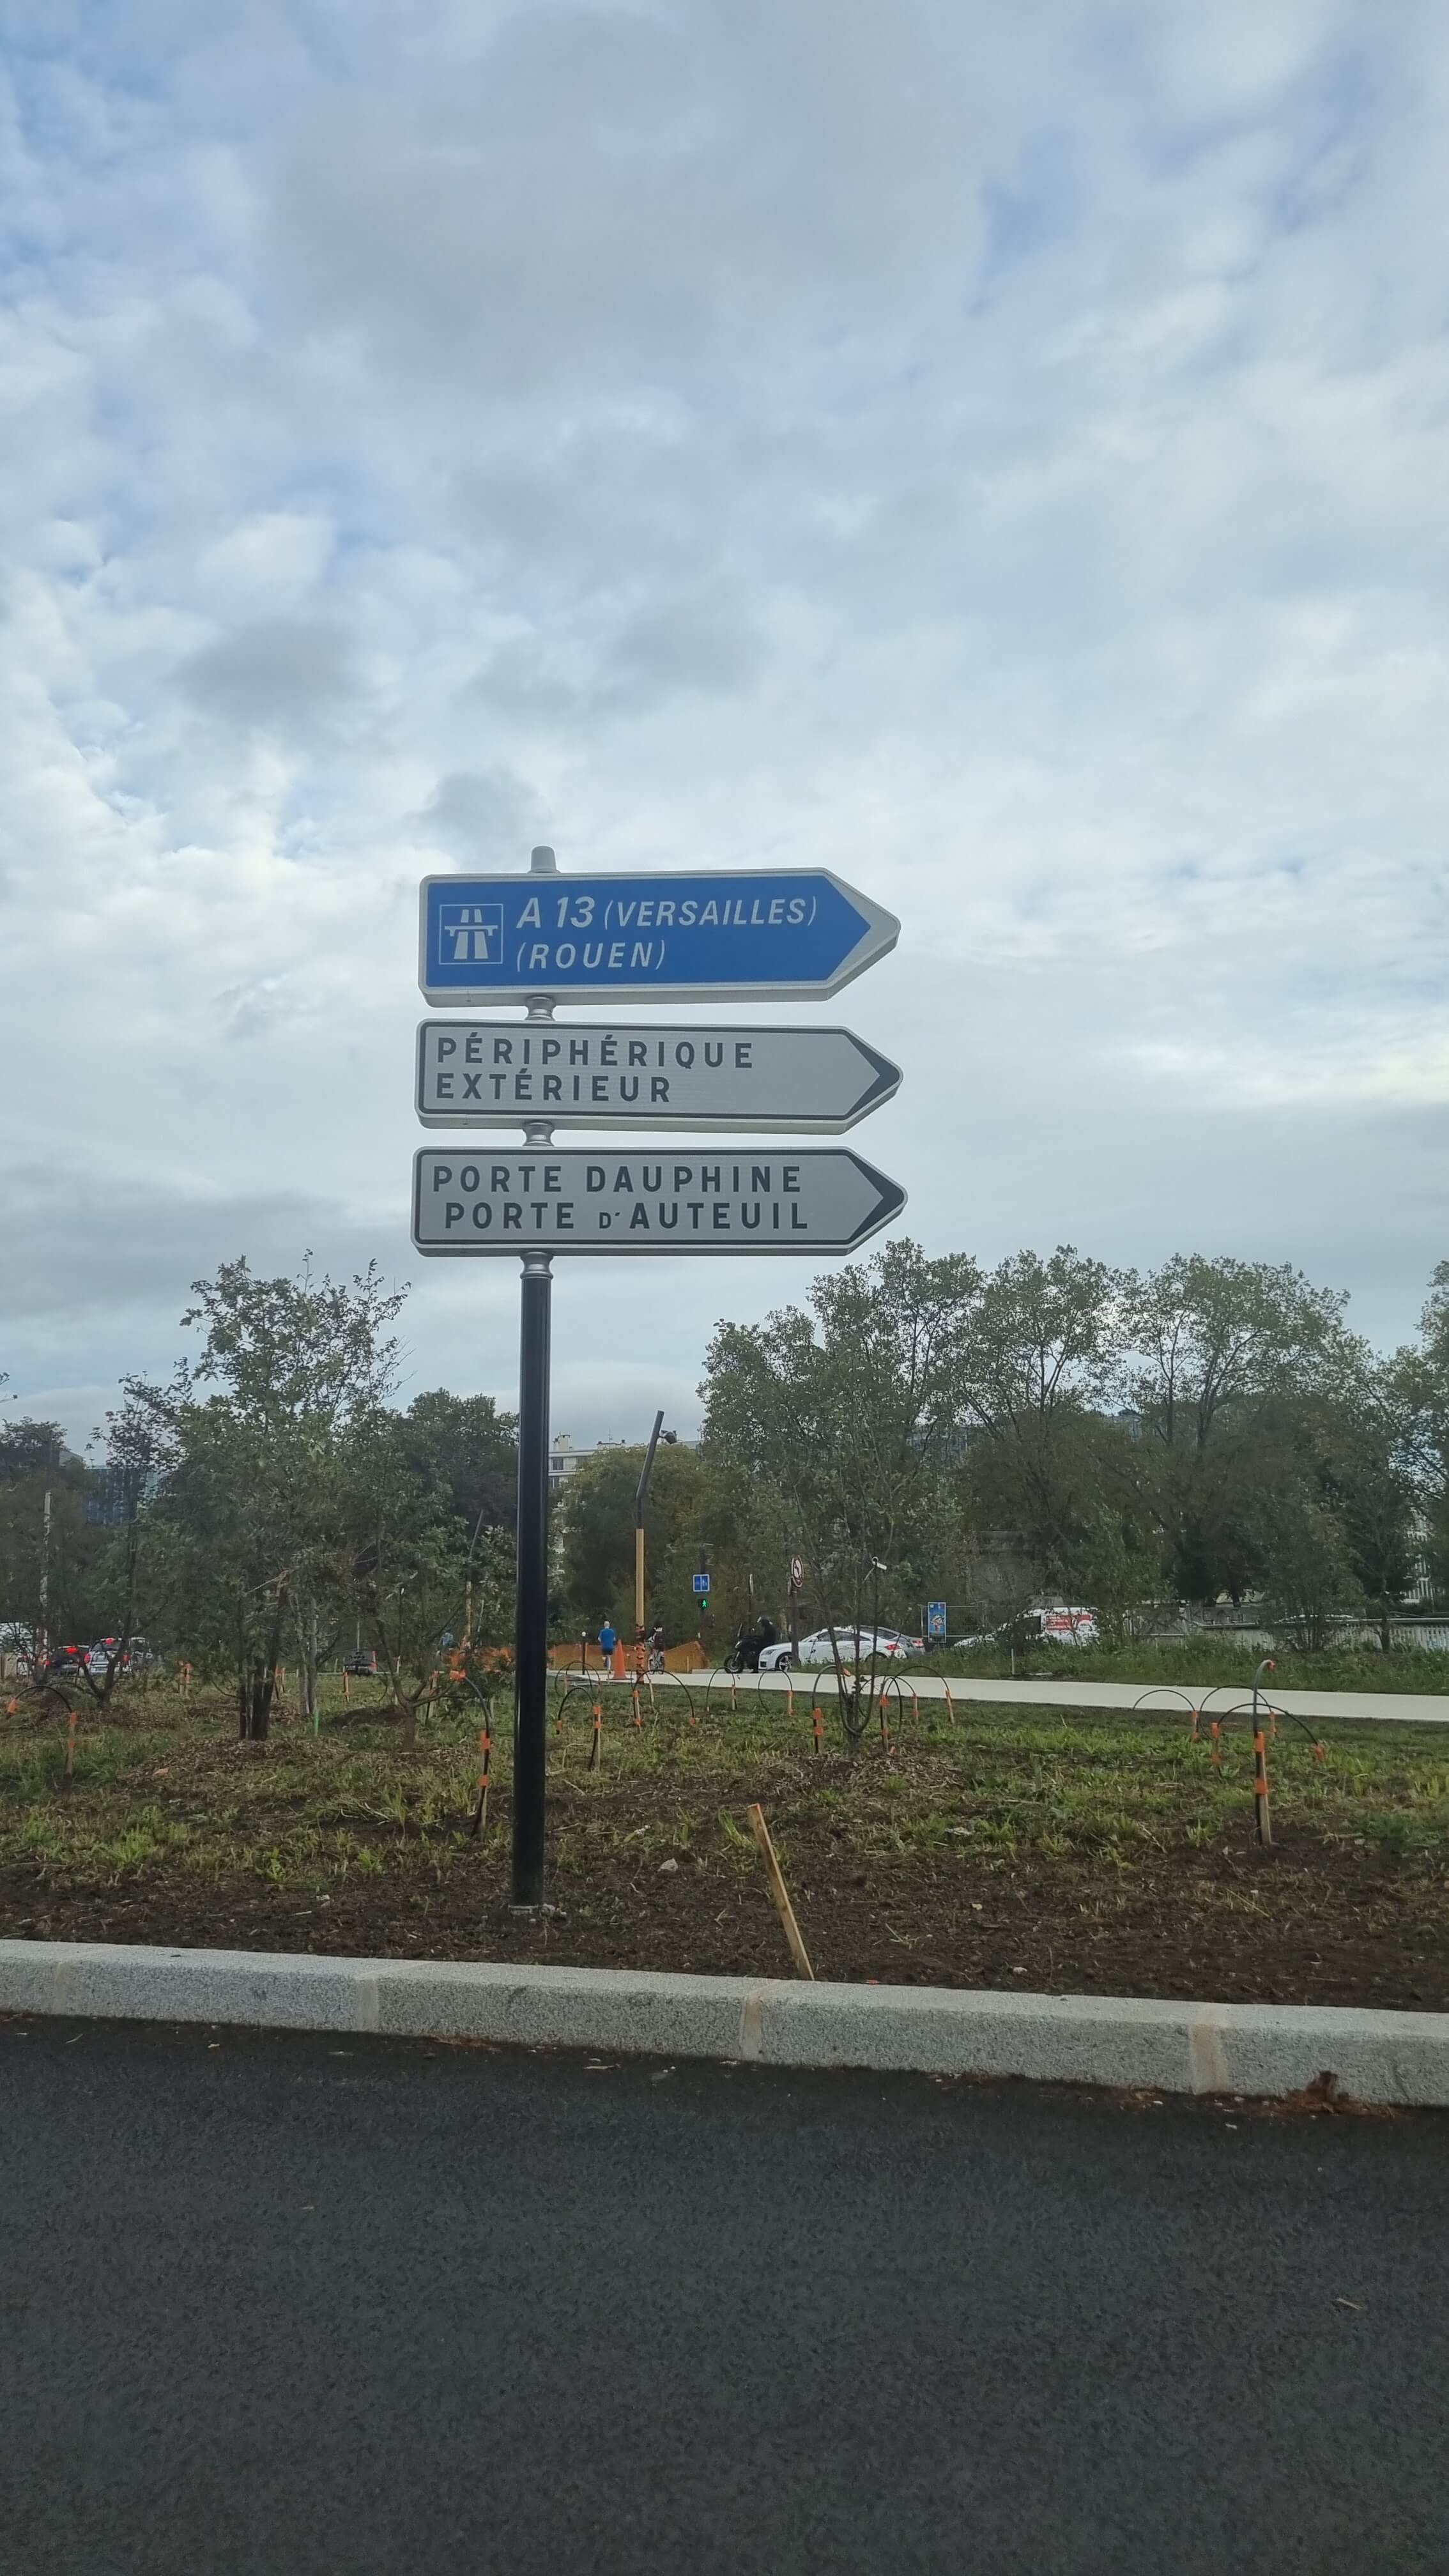 A 13 (VERSAILLES)
(ROUEN)
PÉRIPHÉRIQUE
EXTÉRIEUR
PORTE DAUPHINE
PORTE D'AUTEUIL